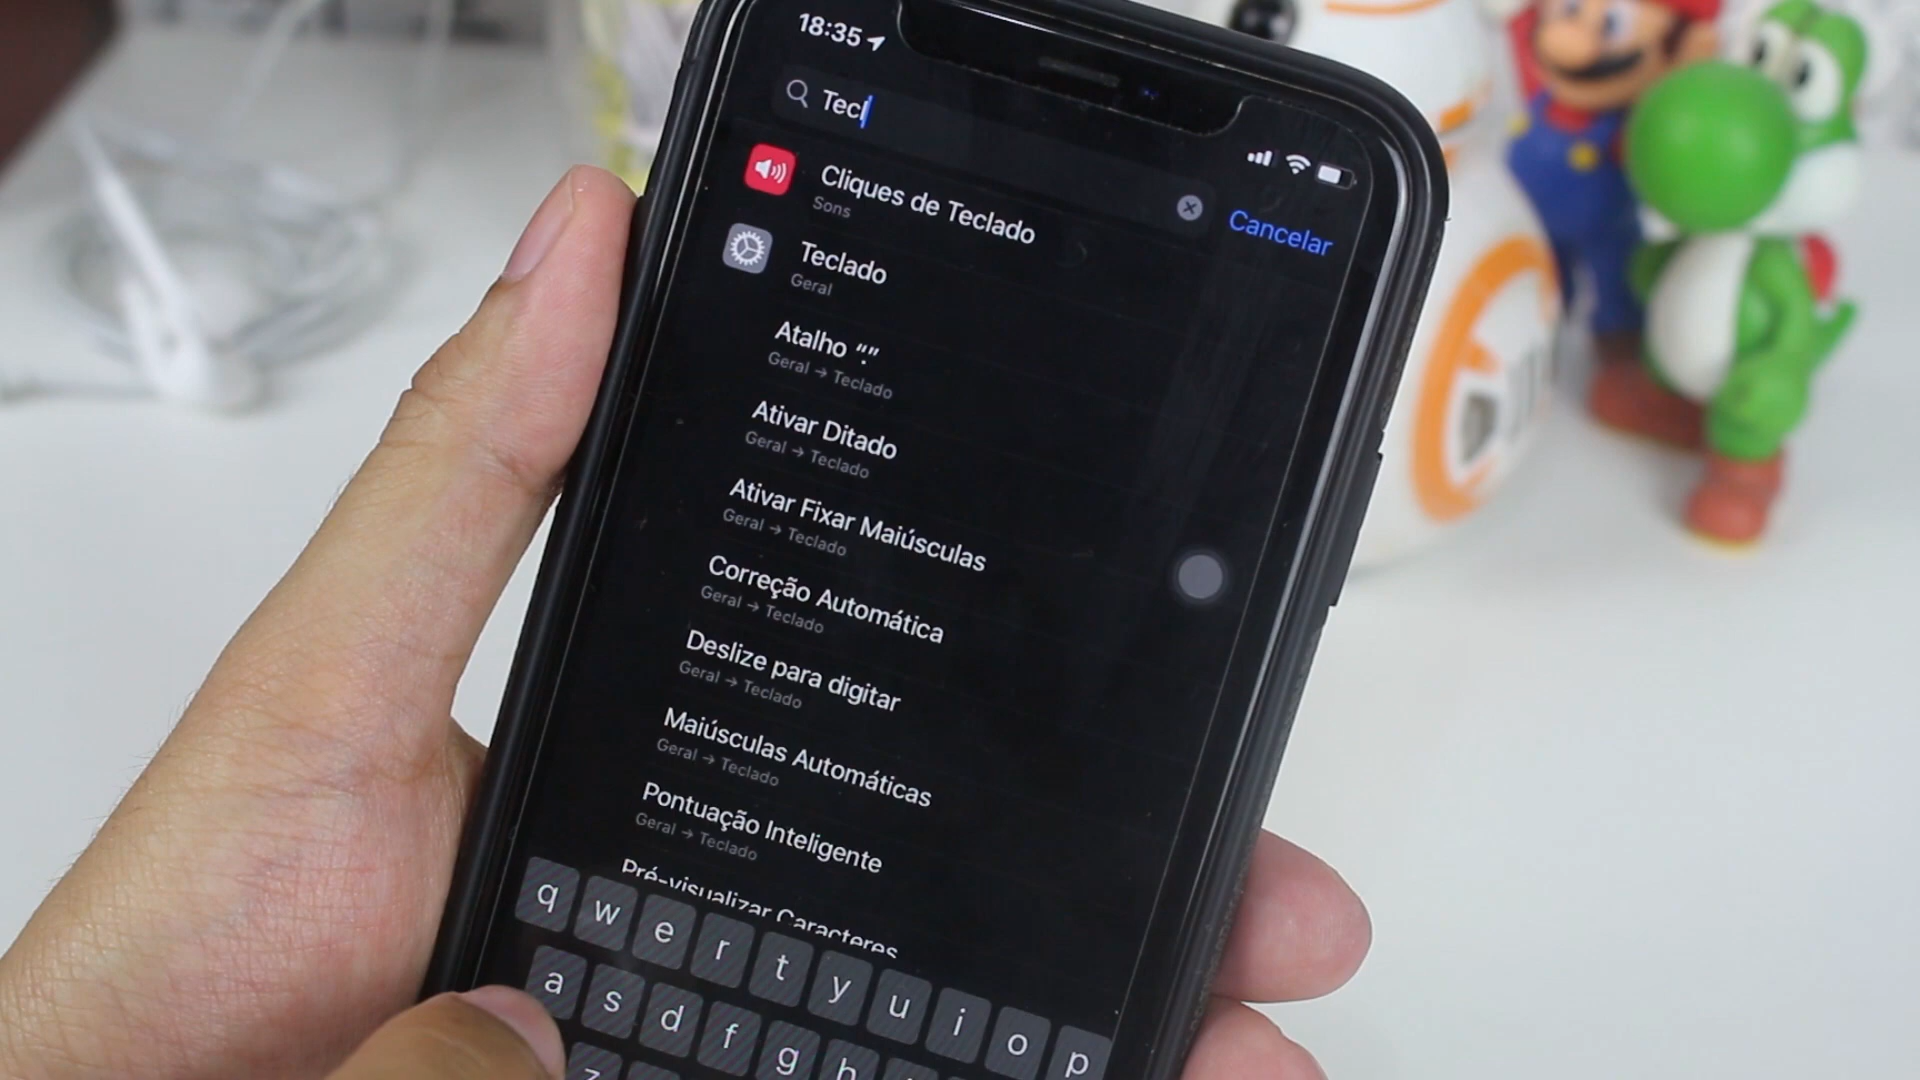 18:35
Tecl
Cancelar
Cliques de Teclado
Sons
Teclado
Geral
Atalho “.”
Geral → Teclado
Ativar Ditado
Geral → Teclado
Ativar Fixar Maiúsculas
Geral → Teclado
Correção Automática
Geral → Teclado
Deslize para digitar
Geral → Teclado
Maiúsculas Automáticas
Geral → Teclado
Pontuação Inteligente
Geral → Teclado
Pré-visualizar Caracteres
q w e r t y u i o p
a s d f g h
z